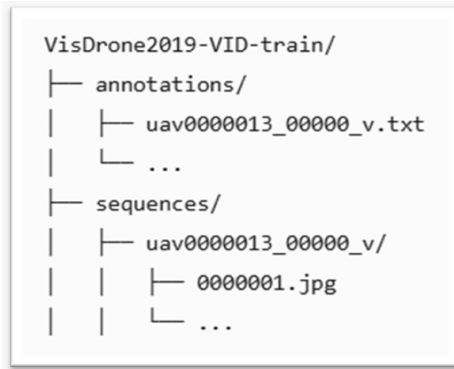 VisDrone2019-VID-train/
├── annotations/
│   ├── uav0000013_00000_v.txt
│   └── ...
├── sequences/
│   ├── uav0000013_00000_v/
│   │   ├── 0000001.jpg
│   │   └── ...